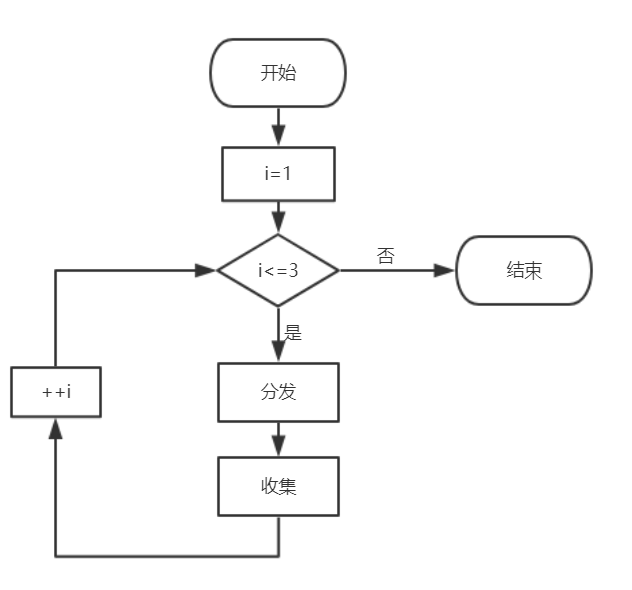 开始
i=1
i<=3
否
结束
是
++i
分发
收集